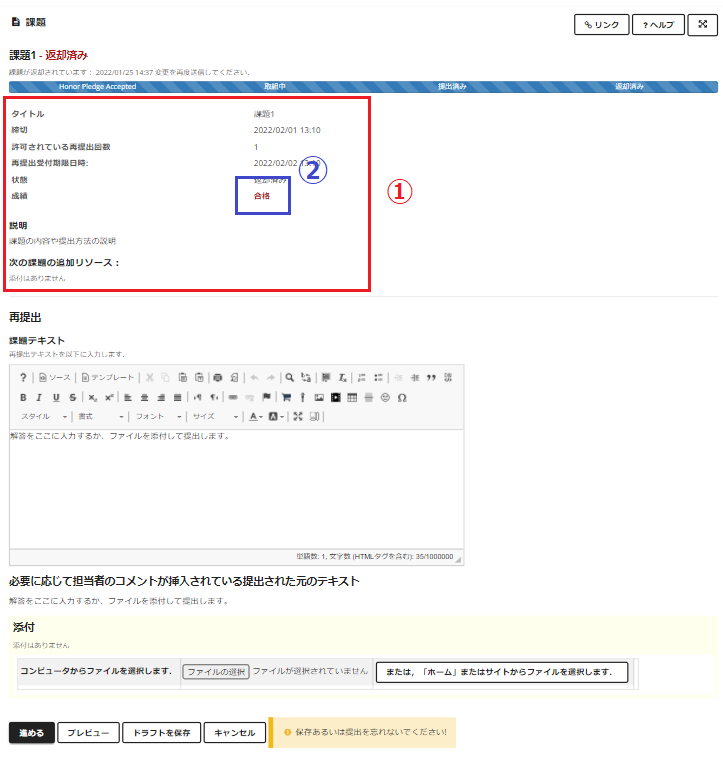 課題
リンク
? ヘルプ
課題1 - 返却済み
課題が返却されています： 2022/01/25 14:37 変更を再度送信してください.
Honor Pledge Accepted 取組中 提出済み 返却済み
タイトル 課題1
締切 2022/02/01 13:10
許可されている再提出回数 1
再提出受付期限日時: 2022/02/02 13:10
状態 返却済み
成績 合格
②
①
説明
課題の内容や提出方法の説明
次の課題の追加リソース：
添付はありません
再提出
課題テキスト
再提出テキストを以下に入力します.
? ソース テンプレート
B I U S x₂ x²
スタイル 書式 フォント サイズ A A
解答をここに入力するか、ファイルを添付して提出します。
単語数: 1, 文字数 (HTMLタグを含む): 35/1000000
必要に応じて担当者のコメントが挿入されている提出された元のテキスト
解答をここに入力するか、ファイルを添付して提出します。
添付
添付はありません
コンピュータからファイルを選択します. ファイルの選択 ファイルが選択されていません または，「ホーム」またはサイトからファイルを選択します.
進める プレビュー ドラフトを保存 キャンセル 保存あるいは提出を忘れないでください!